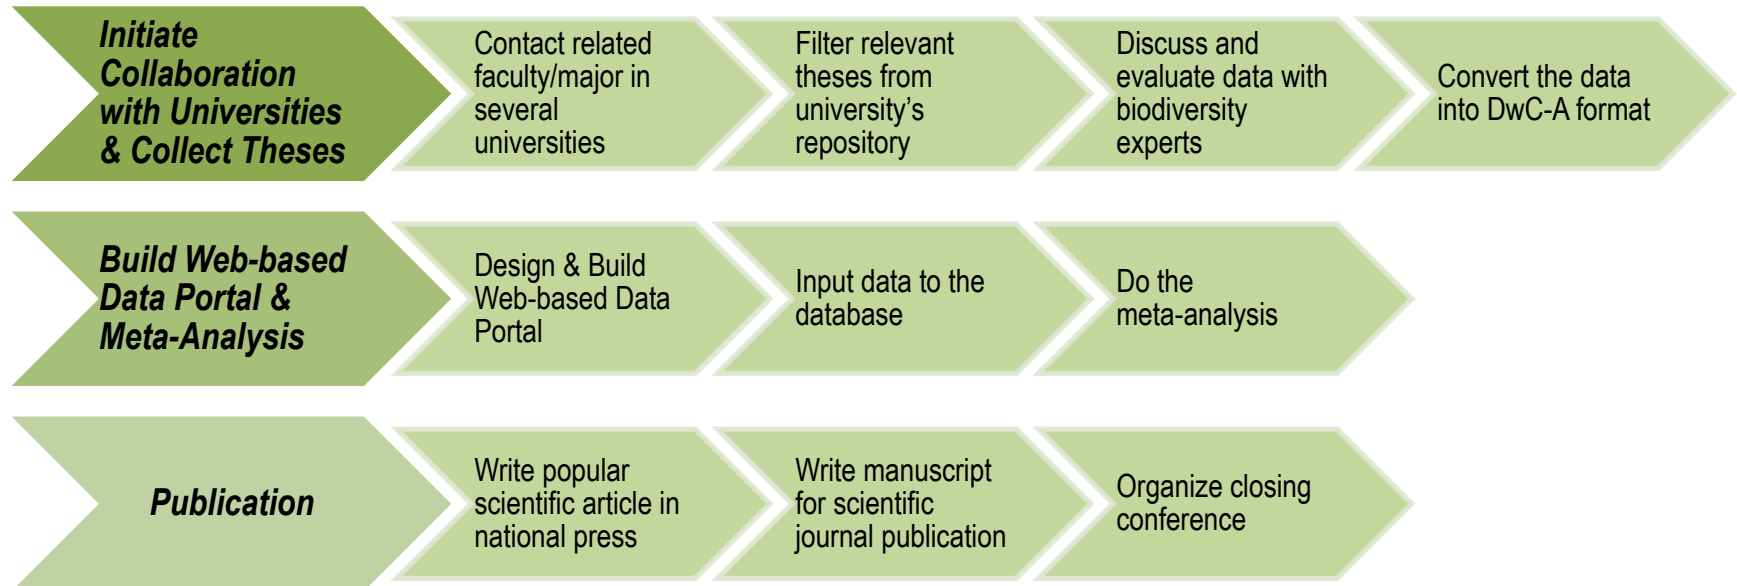 Initiate
Collaboration
with Universities
& Collect Theses
Contact related
faculty/major in
several
universities
Filter relevant
theses from
university’s
repository
Discuss and
evaluate data with
biodiversity
experts
Convert the data
into DwC-A format
Build Web-based
Data Portal &
Meta-Analysis
Design & Build
Web-based Data
Portal
Input data to the
database
Do the
meta-analysis
Publication
Write popular
scientific article in
national press
Write manuscript
for scientific
journal publication
Organize closing
conference